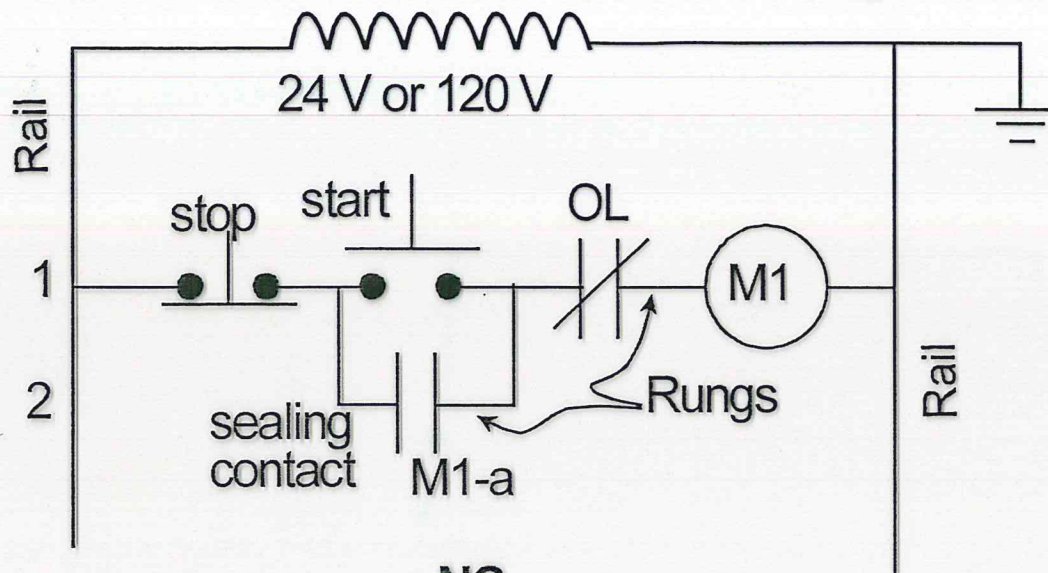 24 V or 120 V
Rail
stop
start
OL
1
M1
2
sealing
contact
M1-a
Rungs
Rail